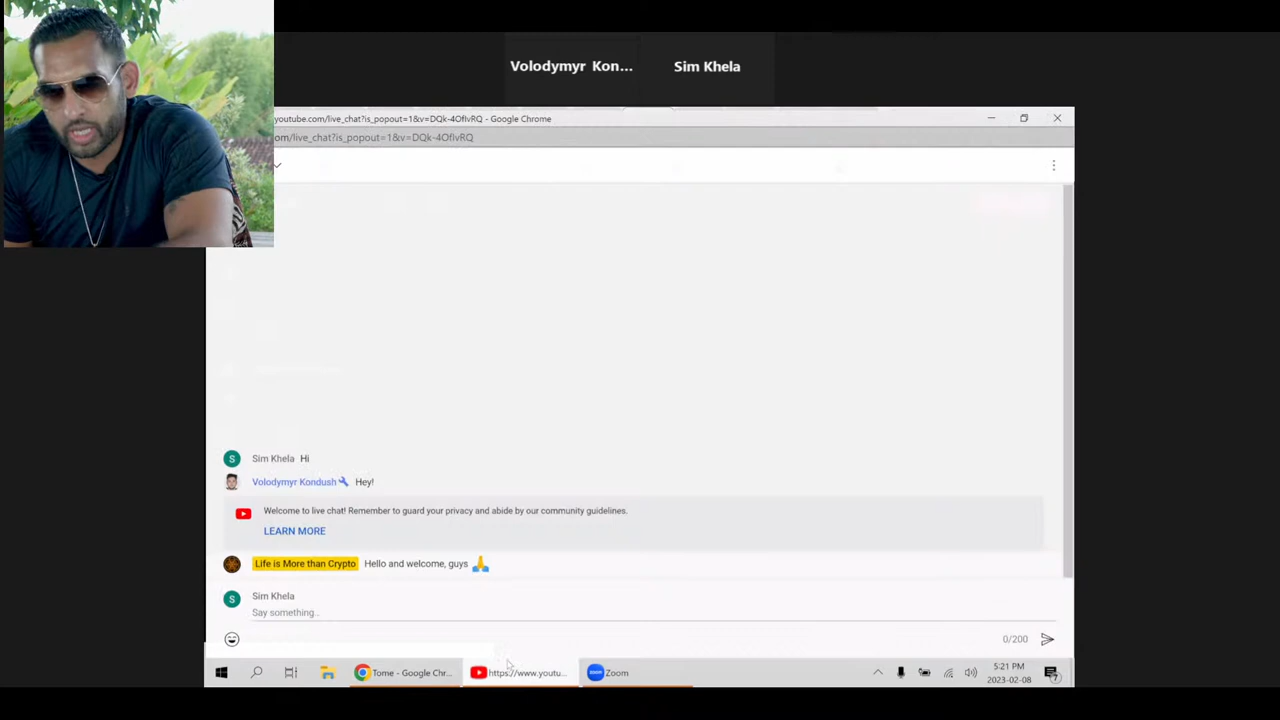 Volodymyr Kon...
Sim Khela
youtube.com/live_chat?is_popout=1&v=DQk-4OflvRQ - Google Chrome
om/live_chat?is_popout=1&v=DQk-4OflvRQ
Sim Khela Hi
Volodymyr Kondush Hey!
Welcome to live chat! Remember to guard your privacy and abide by our community guidelines.
LEARN MORE
Life is More than Crypto Hello and welcome, guys 🙏
Sim Khela
Say something...
0/200
Tome - Google Chr...
https://www.youtu...
zoom Zoom
5:21 PM
2023-02-08
7